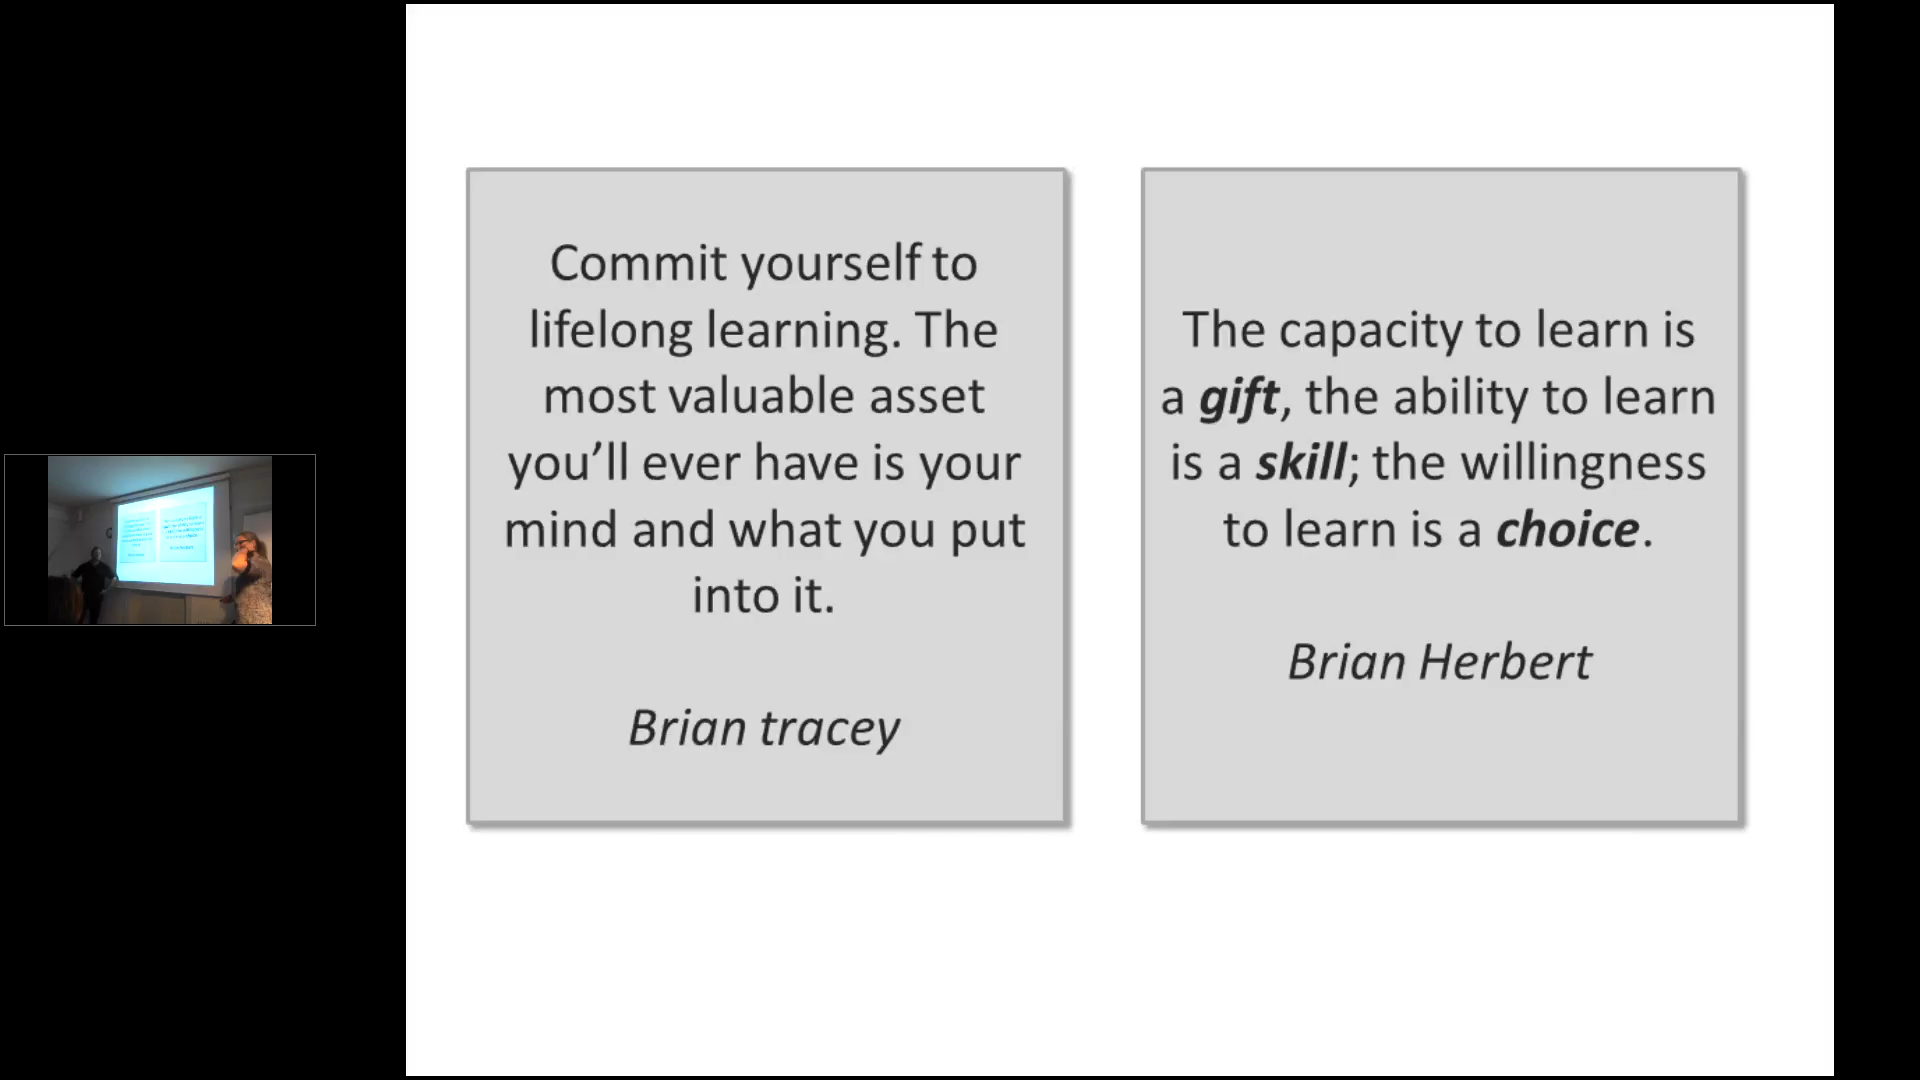 Commit yourself to
lifelong learning. The
most valuable asset
you’ll ever have is your
mind and what you put
into it.
Brian tracey
The capacity to learn is
a gift, the ability to learn
is a skill; the willingness
to learn is a choice.
Brian Herbert